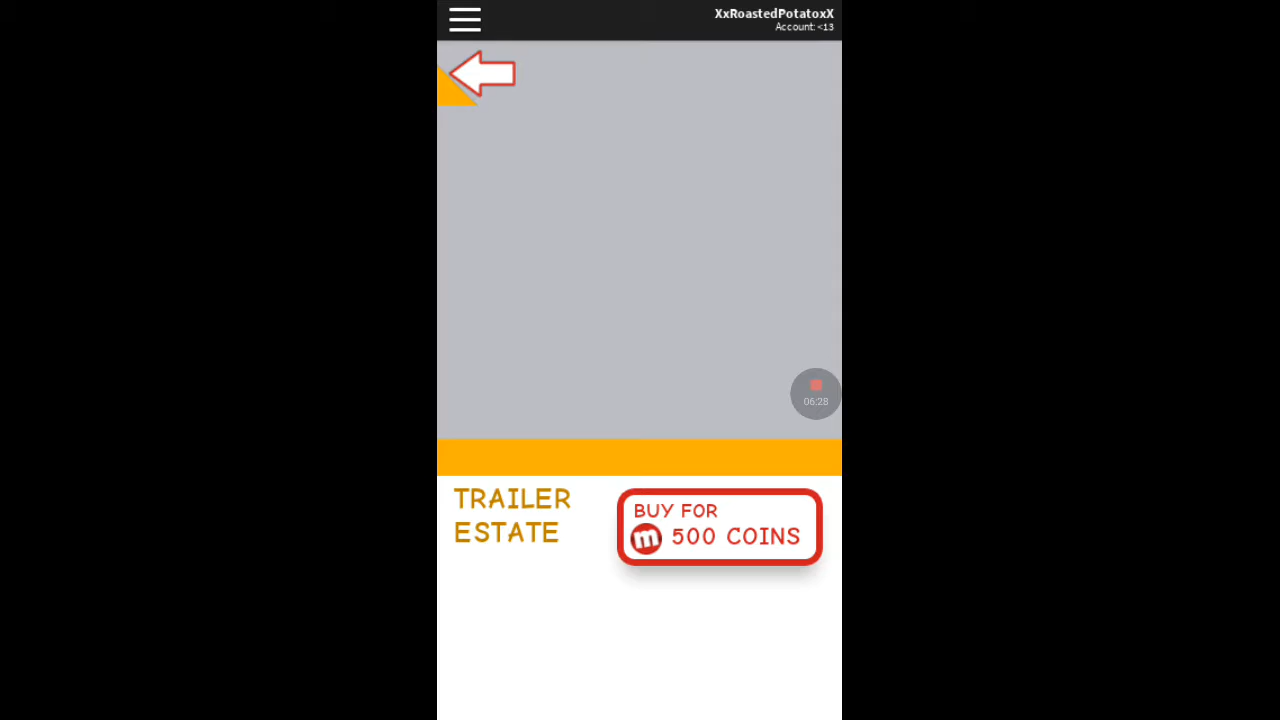 XxRoastedPotatoxX
Account: <13
06:28
TRAILER
ESTATE
BUY FOR
m 500 COINS